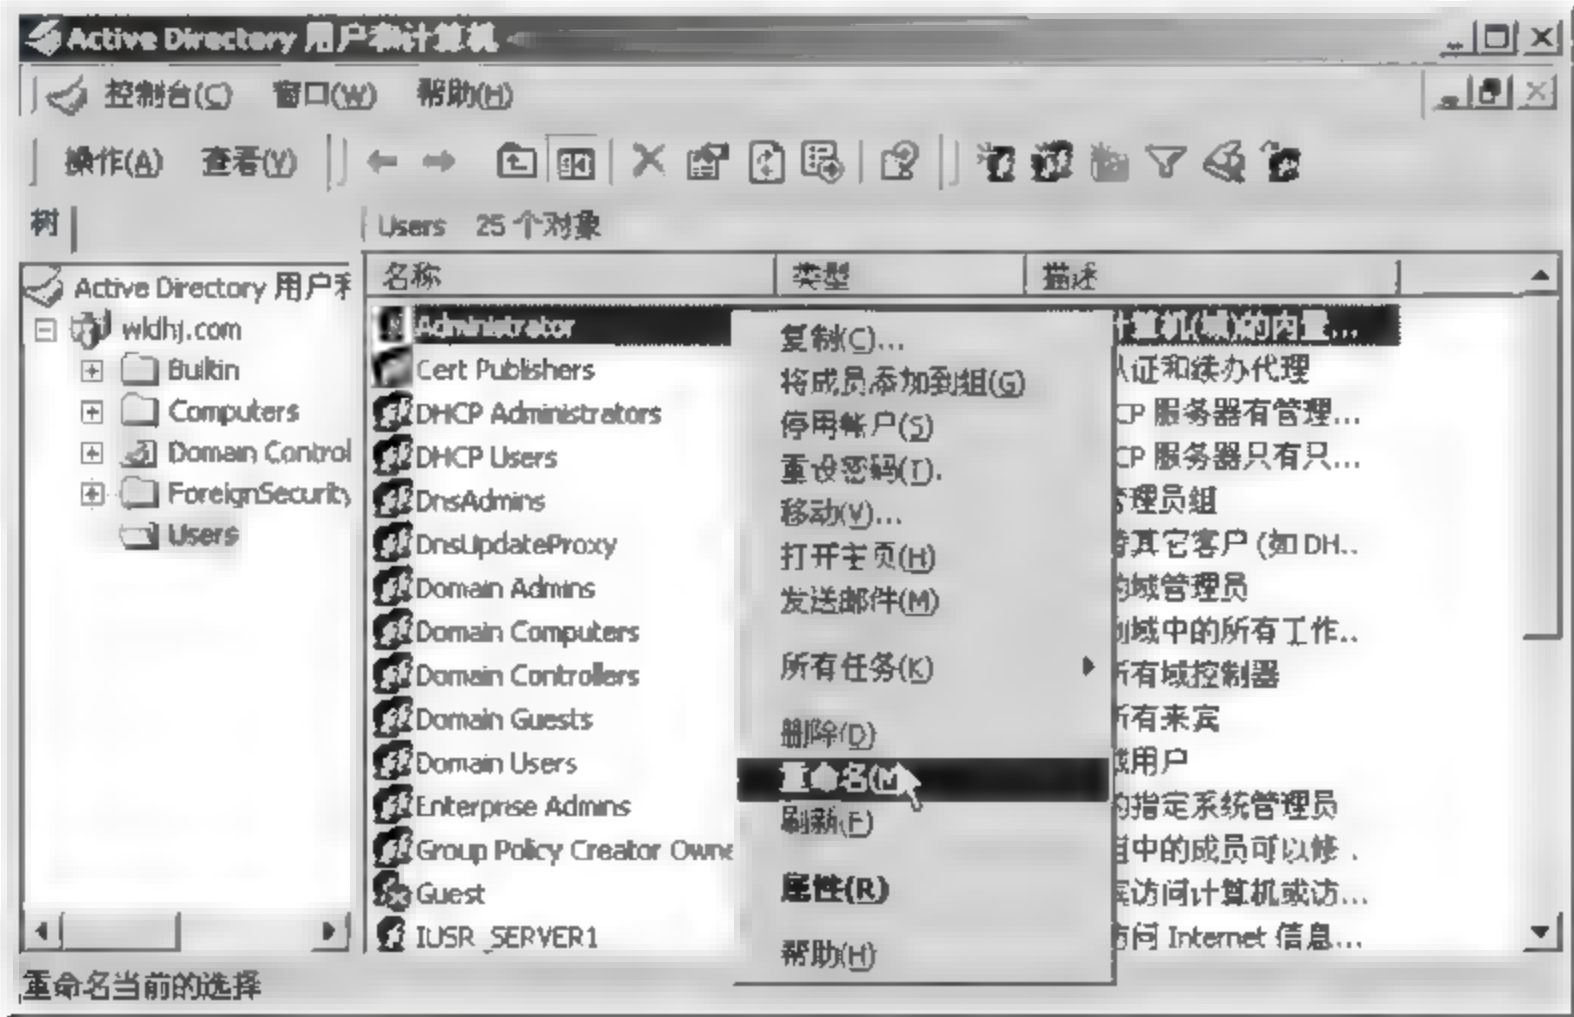 Active Directory 用户和计算机
控制台(C) 窗口(W) 帮助(H)
操作(A) 查看(V)
树
Users 25 个对象
Active Directory 用户和
wldhj.com
Builtin
Computers
Domain Control
ForeignSecurity
Users
名称 类型 描述
Administrator 计算机(域)的内置...
Cert Publishers 认证和续办代理
DHCP Administrators CP 服务器有管理...
DHCP Users CP 服务器只有只...
DnsAdmins 管理员组
DnsUpdateProxy 替其它客户 (如 DH..
Domain Admins 的域管理员
Domain Computers 到域中的所有工作..
Domain Controllers 所有域控制器
Domain Guests 所有来宾
Domain Users 域用户
Enterprise Admins 的指定系统管理员
Group Policy Creator Owne 组中的成员可以修 .
Guest 宾访问计算机或访...
IUSR_SERVER1 访问 Internet 信息...
复制(C)...
将成员添加到组(G)
停用帐户(S)
重设密码(T).
移动(V)...
打开主页(H)
发送邮件(M)
所有任务(K)
删除(D)
重命名(M)
刷新(F)
属性(R)
帮助(H)
重命名当前的选择